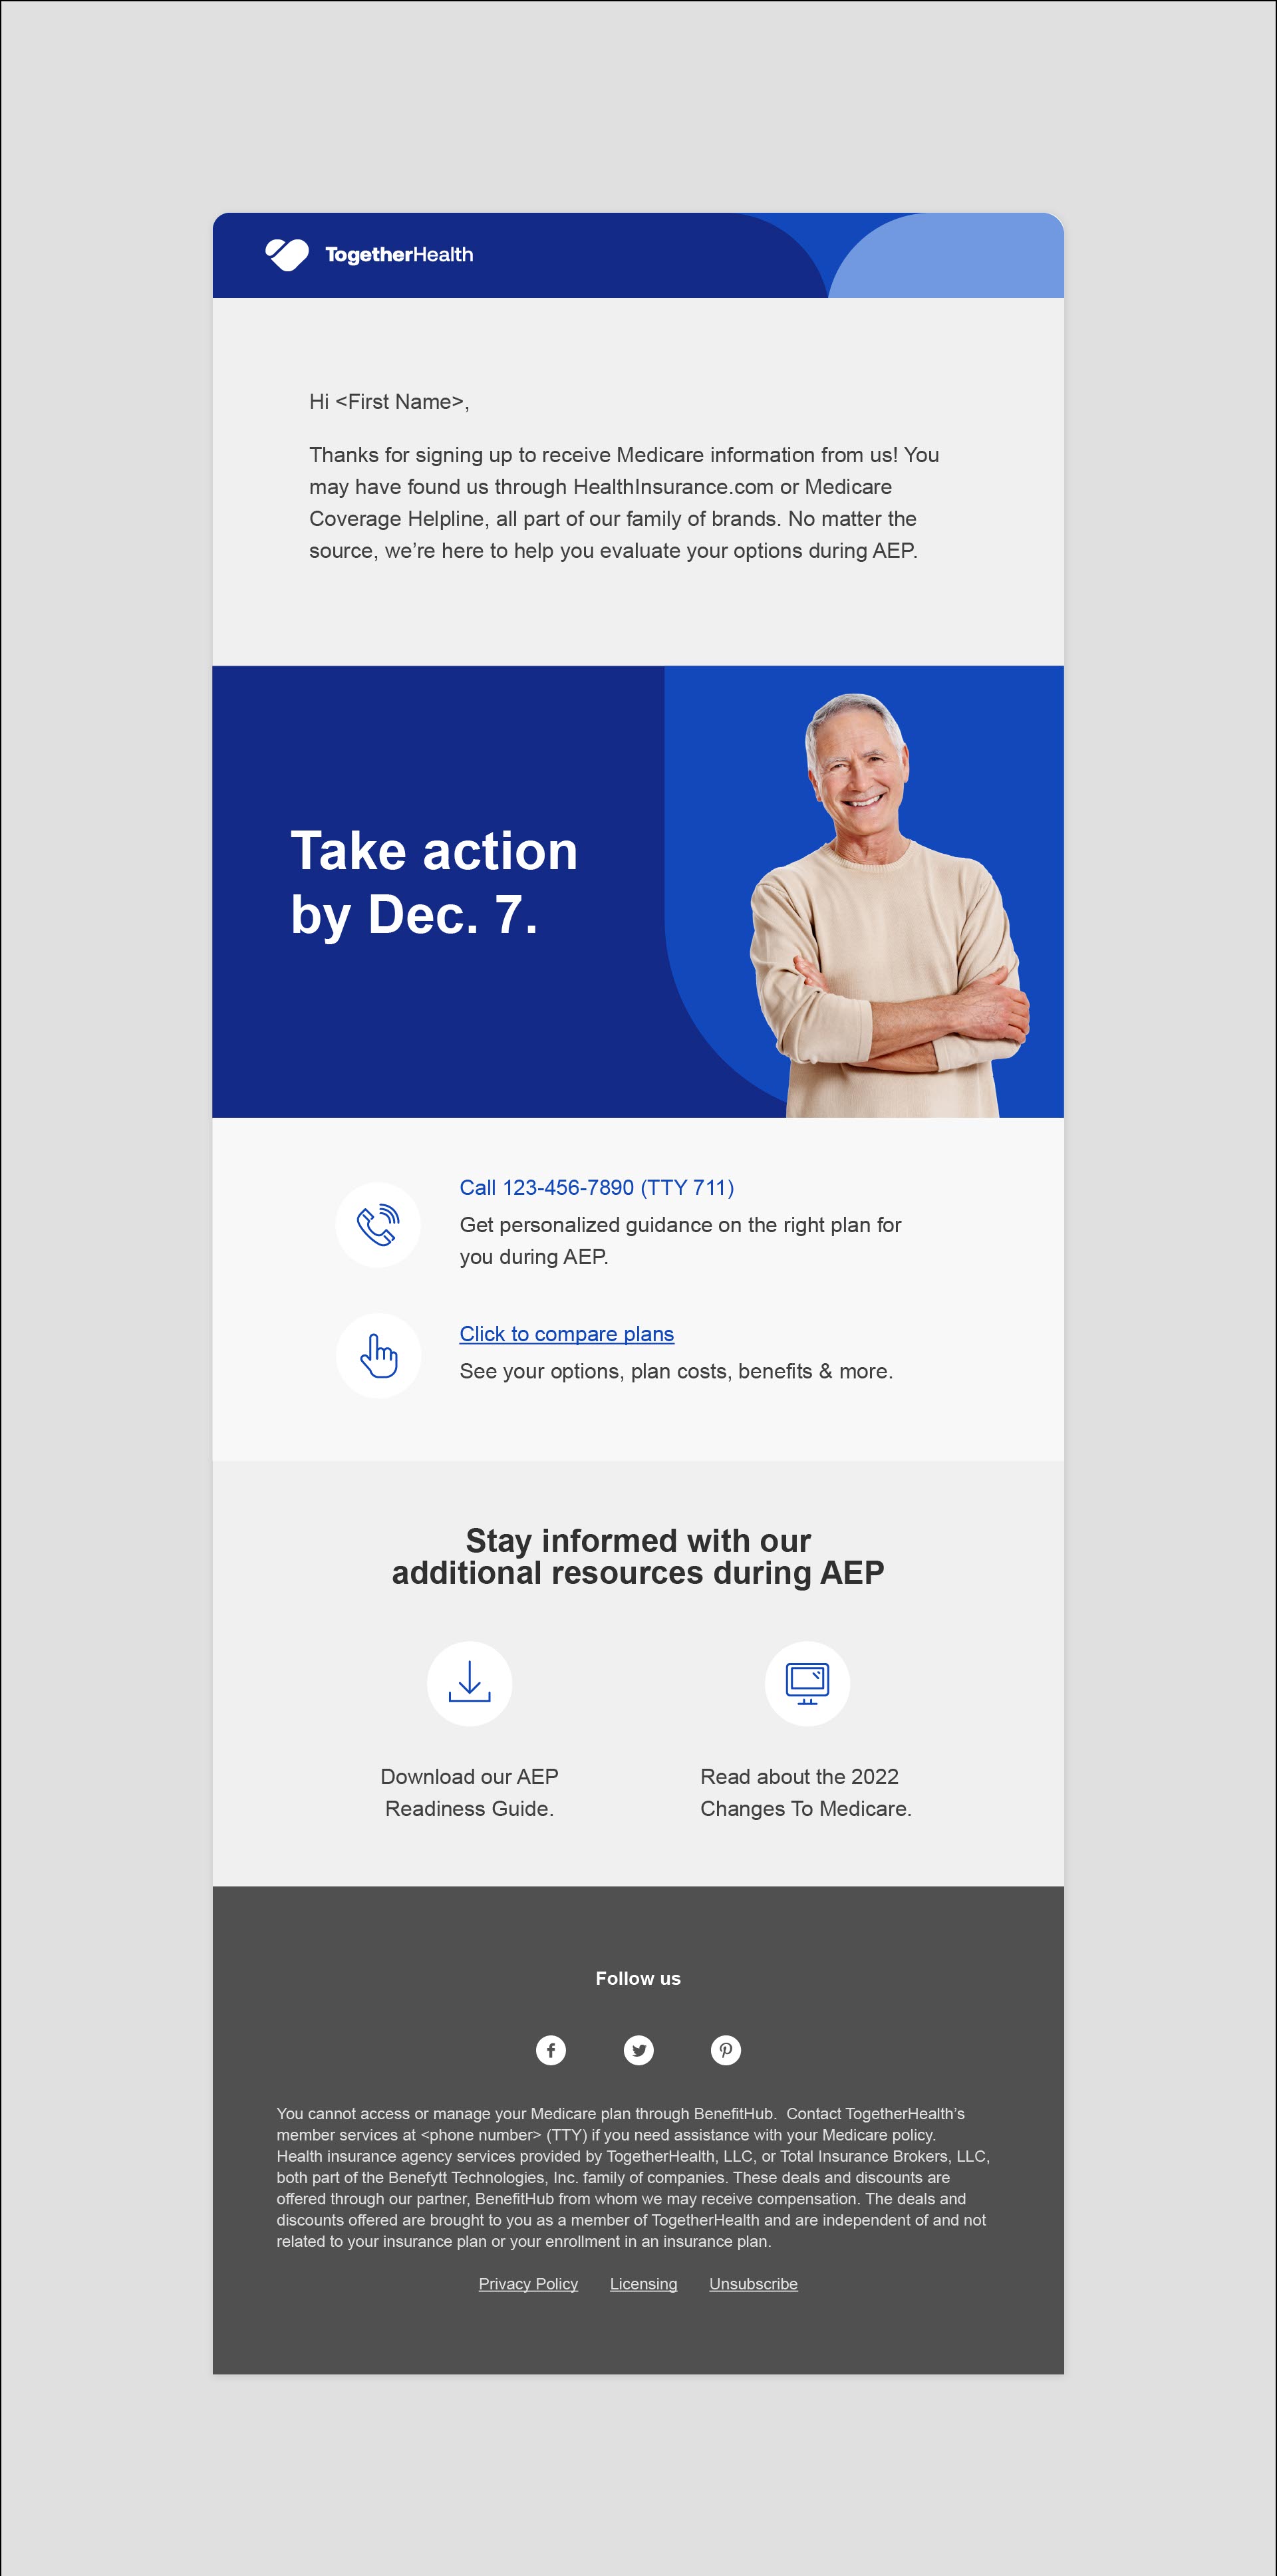 TogetherHealth
Hi <First Name>,
Thanks for signing up to receive Medicare information from us! You
may have found us through HealthInsurance.com or Medicare
Coverage Helpline, all part of our family of brands. No matter the
source, we’re here to help you evaluate your options during AEP.
Take action
by Dec. 7.
Call 123-456-7890 (TTY 711)
Get personalized guidance on the right plan for
you during AEP.
Click to compare plans
See your options, plan costs, benefits & more.
Stay informed with our
additional resources during AEP
Download our AEP
Readiness Guide.
Read about the 2022
Changes To Medicare.
Follow us
You cannot access or manage your Medicare plan through BenefitHub.  Contact TogetherHealth’s
member services at <phone number> (TTY) if you need assistance with your Medicare policy.
Health insurance agency services provided by TogetherHealth, LLC, or Total Insurance Brokers, LLC,
both part of the Benefytt Technologies, Inc. family of companies. These deals and discounts are
offered through our partner, BenefitHub from whom we may receive compensation. The deals and
discounts offered are brought to you as a member of TogetherHealth and are independent of and not
related to your insurance plan or your enrollment in an insurance plan.
Privacy Policy Licensing Unsubscribe